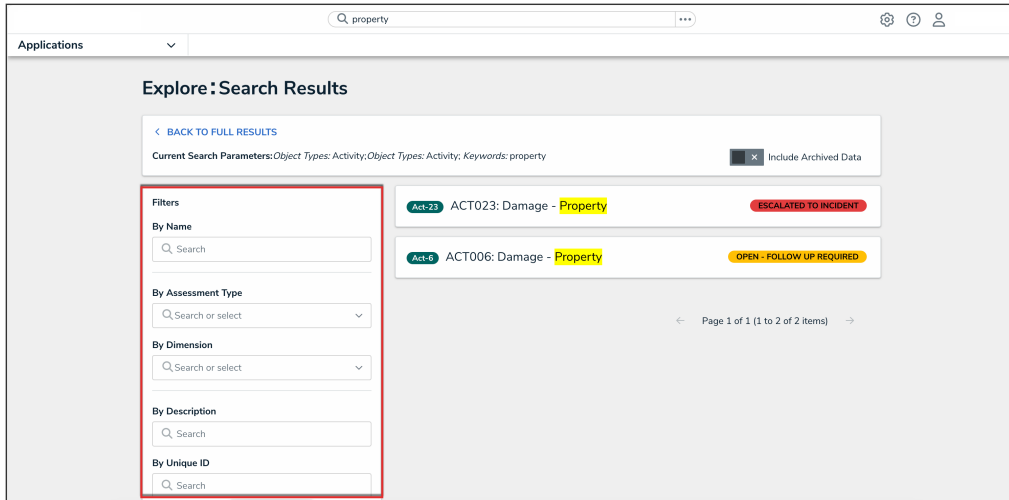 property
Applications
Explore:Search Results
BACK TO FULL RESULTS
Current Search Parameters:Object Types: Activity;Object Types: Activity; Keywords: property
Include Archived Data
Filters
By Name
Search
By Assessment Type
Search or select
By Dimension
Search or select
By Description
Search
By Unique ID
Search
Act-23 ACT023: Damage - Property ESCALATED TO INCIDENT
Act-6 ACT006: Damage - Property OPEN - FOLLOW UP REQUIRED
Page 1 of 1 (1 to 2 of 2 items)